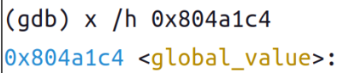 (gdb) x /h 0x804a1c4
0x804a1c4 <global_value>: